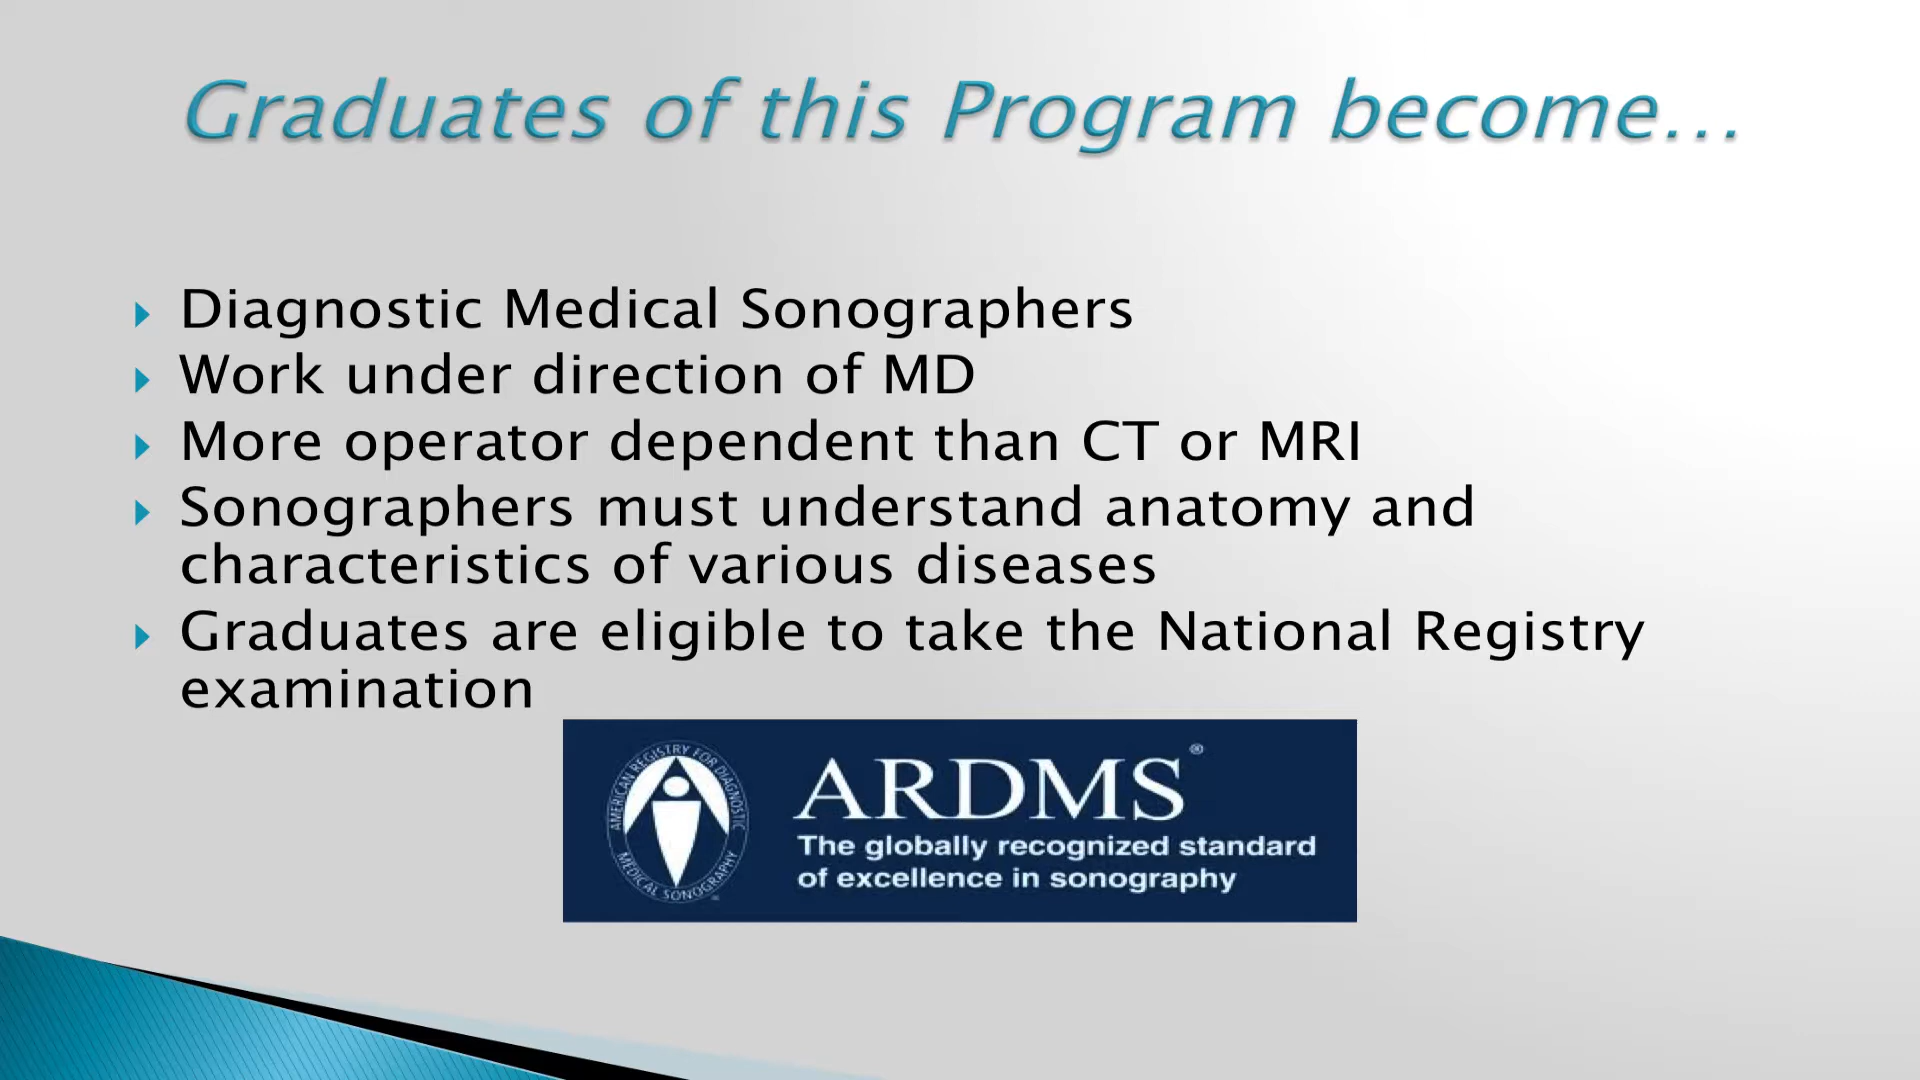 Graduates of this Program become...
Diagnostic Medical Sonographers
Work under direction of MD
More operator dependent than CT or MRI
Sonographers must understand anatomy and
characteristics of various diseases
Graduates are eligible to take the National Registry
examination
AMERICAN REGISTRY FOR DIAGNOSTIC
MEDICAL SONOGRAPHY
ARDMS®
The globally recognized standard
of excellence in sonography